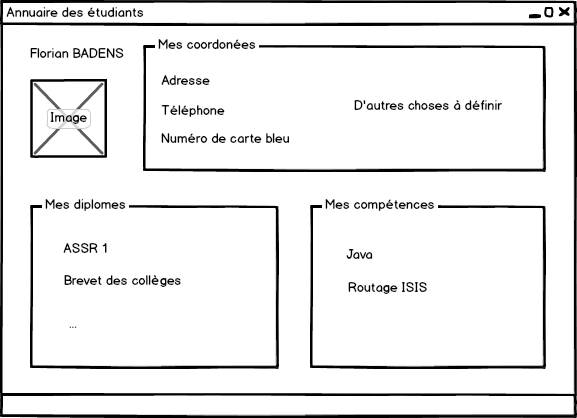 Annuaire des étudiants
Florian BADENS
Image
Mes coordonées
Adresse
Téléphone
Numéro de carte bleu
D'autres choses à définir
Mes diplomes
ASSR 1
Brevet des collèges
...
Mes compétences
Java
Routage ISIS